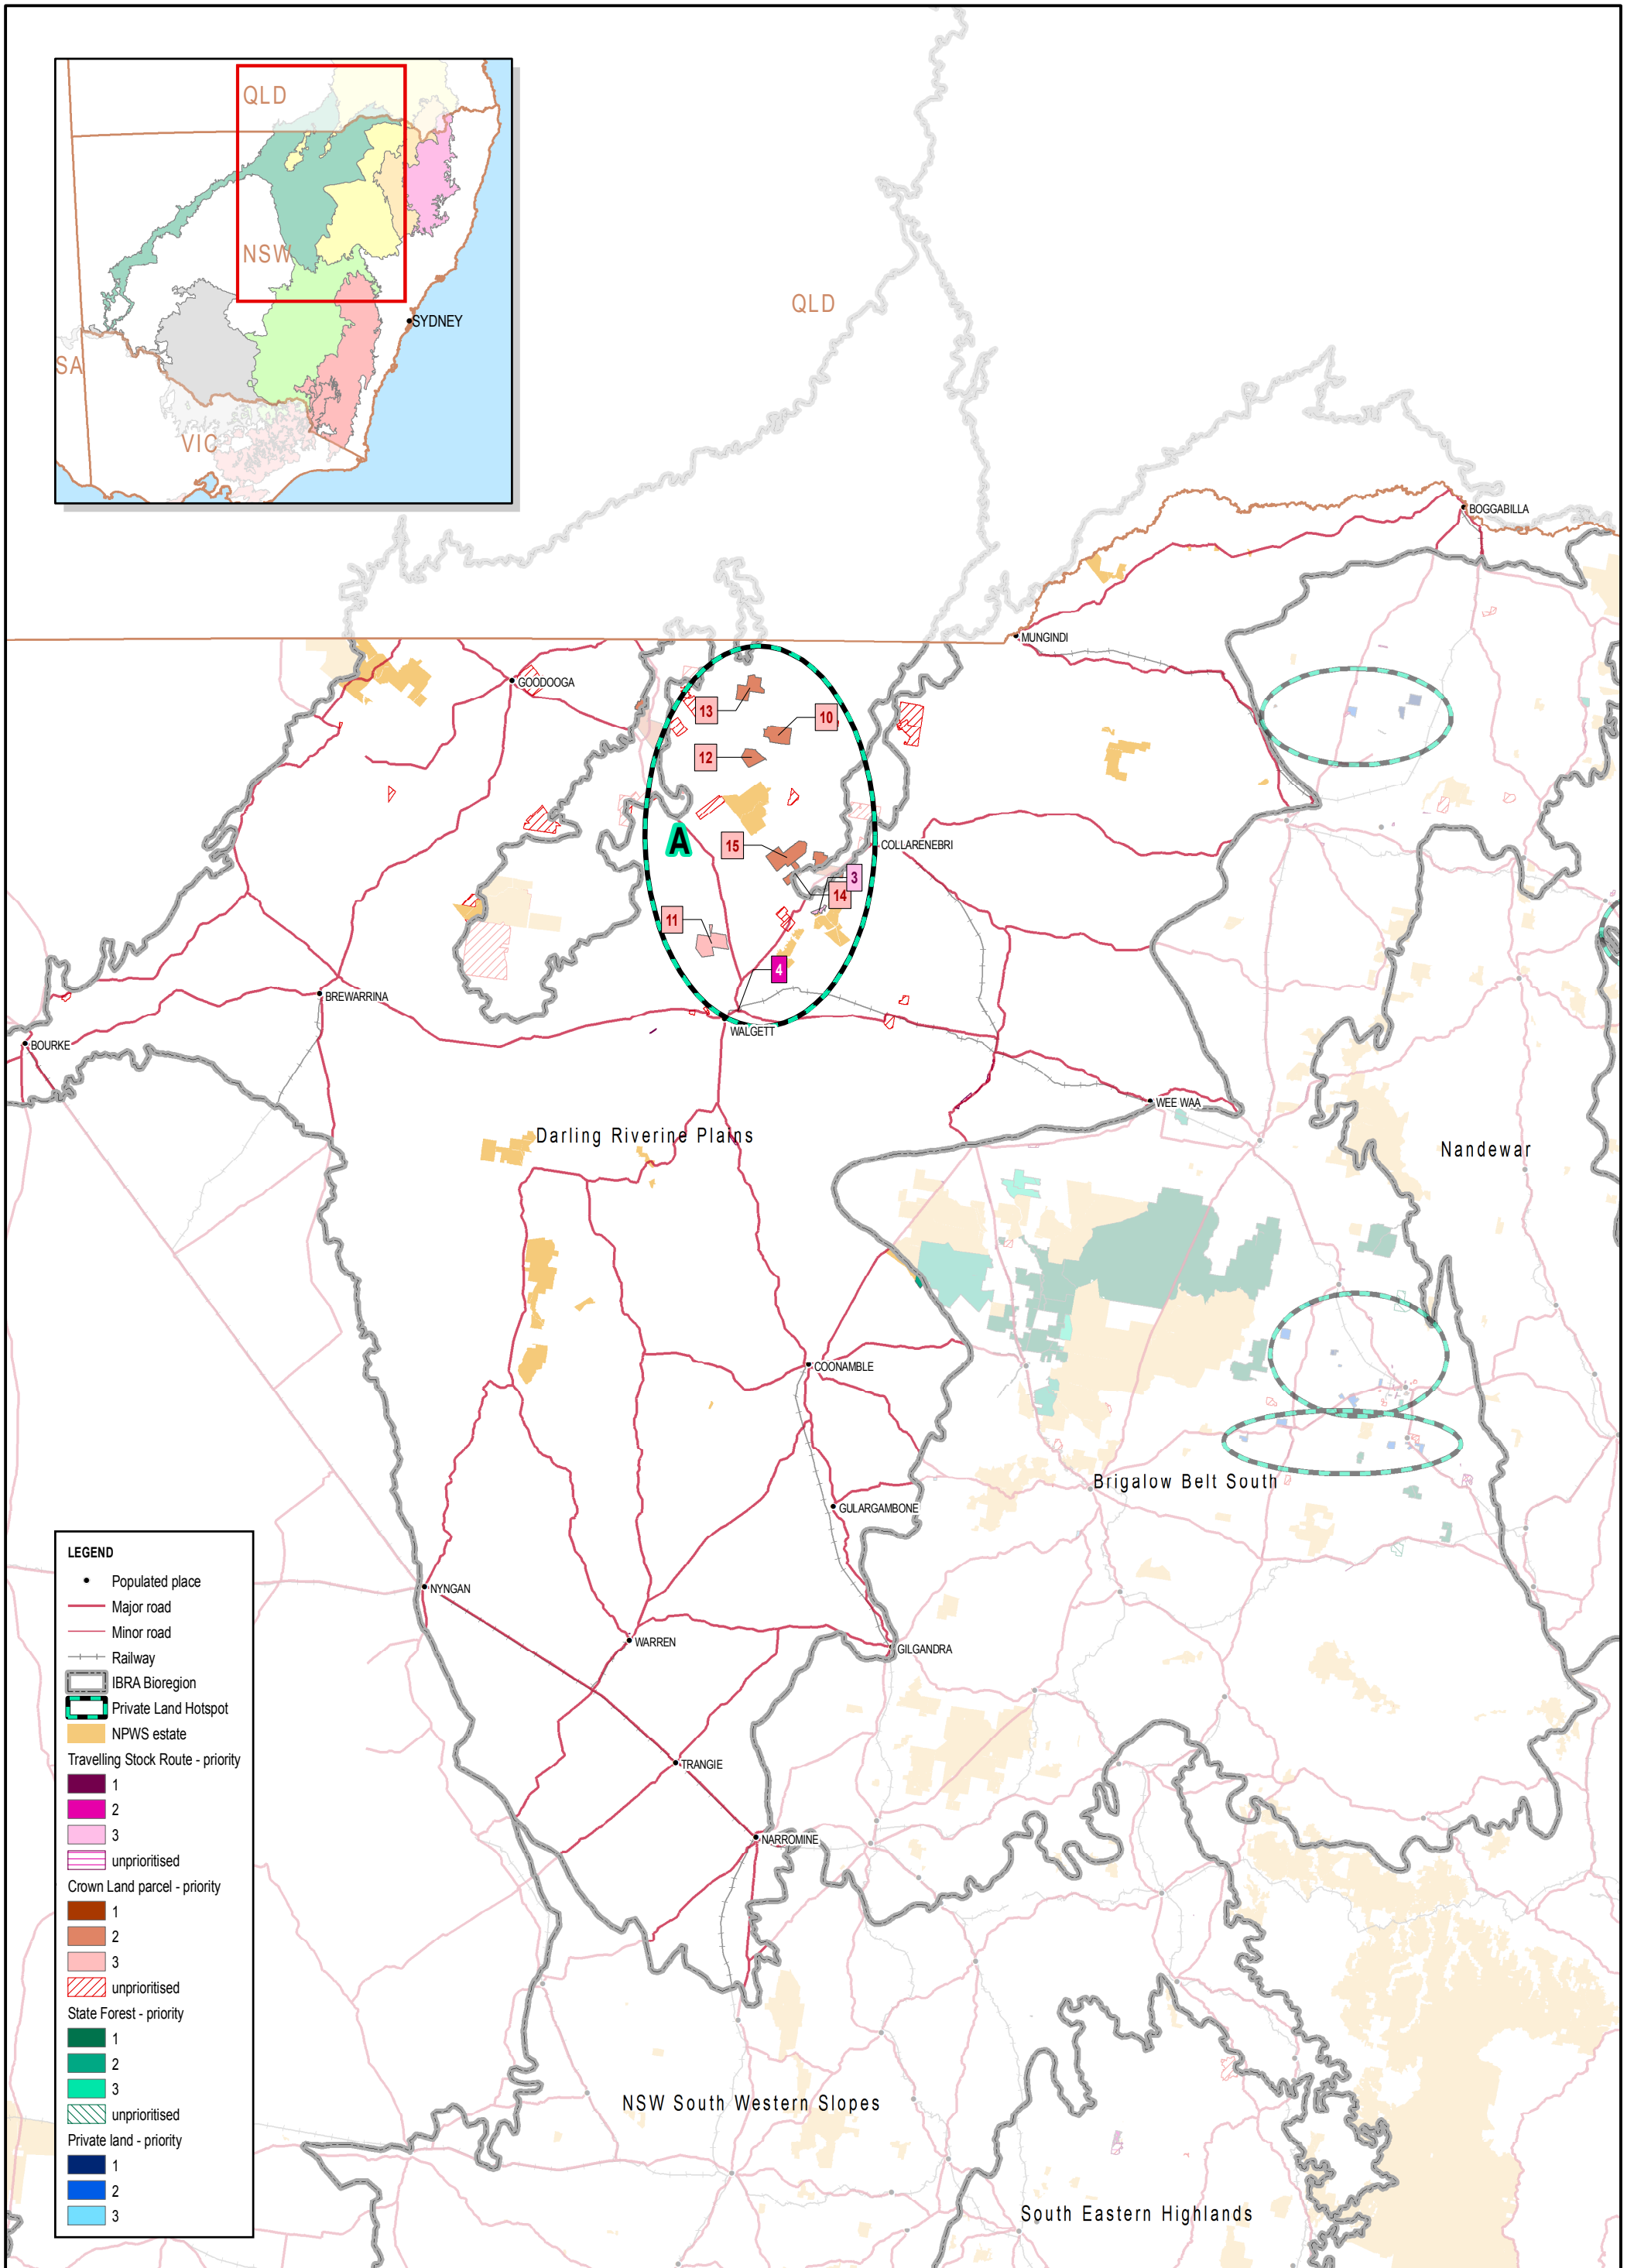 QLD
NSW
SYDNEY
SA
VIC
QLD
BOGGABILLA
MUNGINDI
GOODOOGA
13
10
12
A
15
COLLARENEBRI
3
14
11
4
BREWARRINA
WALGETT
BOURKE
WEE WAA
Darling Riverine Plains
Nandewar
COONAMBLE
Brigalow Belt South
GULARGAMBONE
NYNGAN
WARREN
GILGANDRA
TRANGIE
NARROMINE
NSW South Western Slopes
South Eastern Highlands
LEGEND
Populated place
Major road
Minor road
Railway
IBRA Bioregion
Private Land Hotspot
NPWS estate
Travelling Stock Route - priority
1
2
3
unprioritised
Crown Land parcel - priority
1
2
3
unprioritised
State Forest - priority
1
2
3
unprioritised
Private land - priority
1
2
3